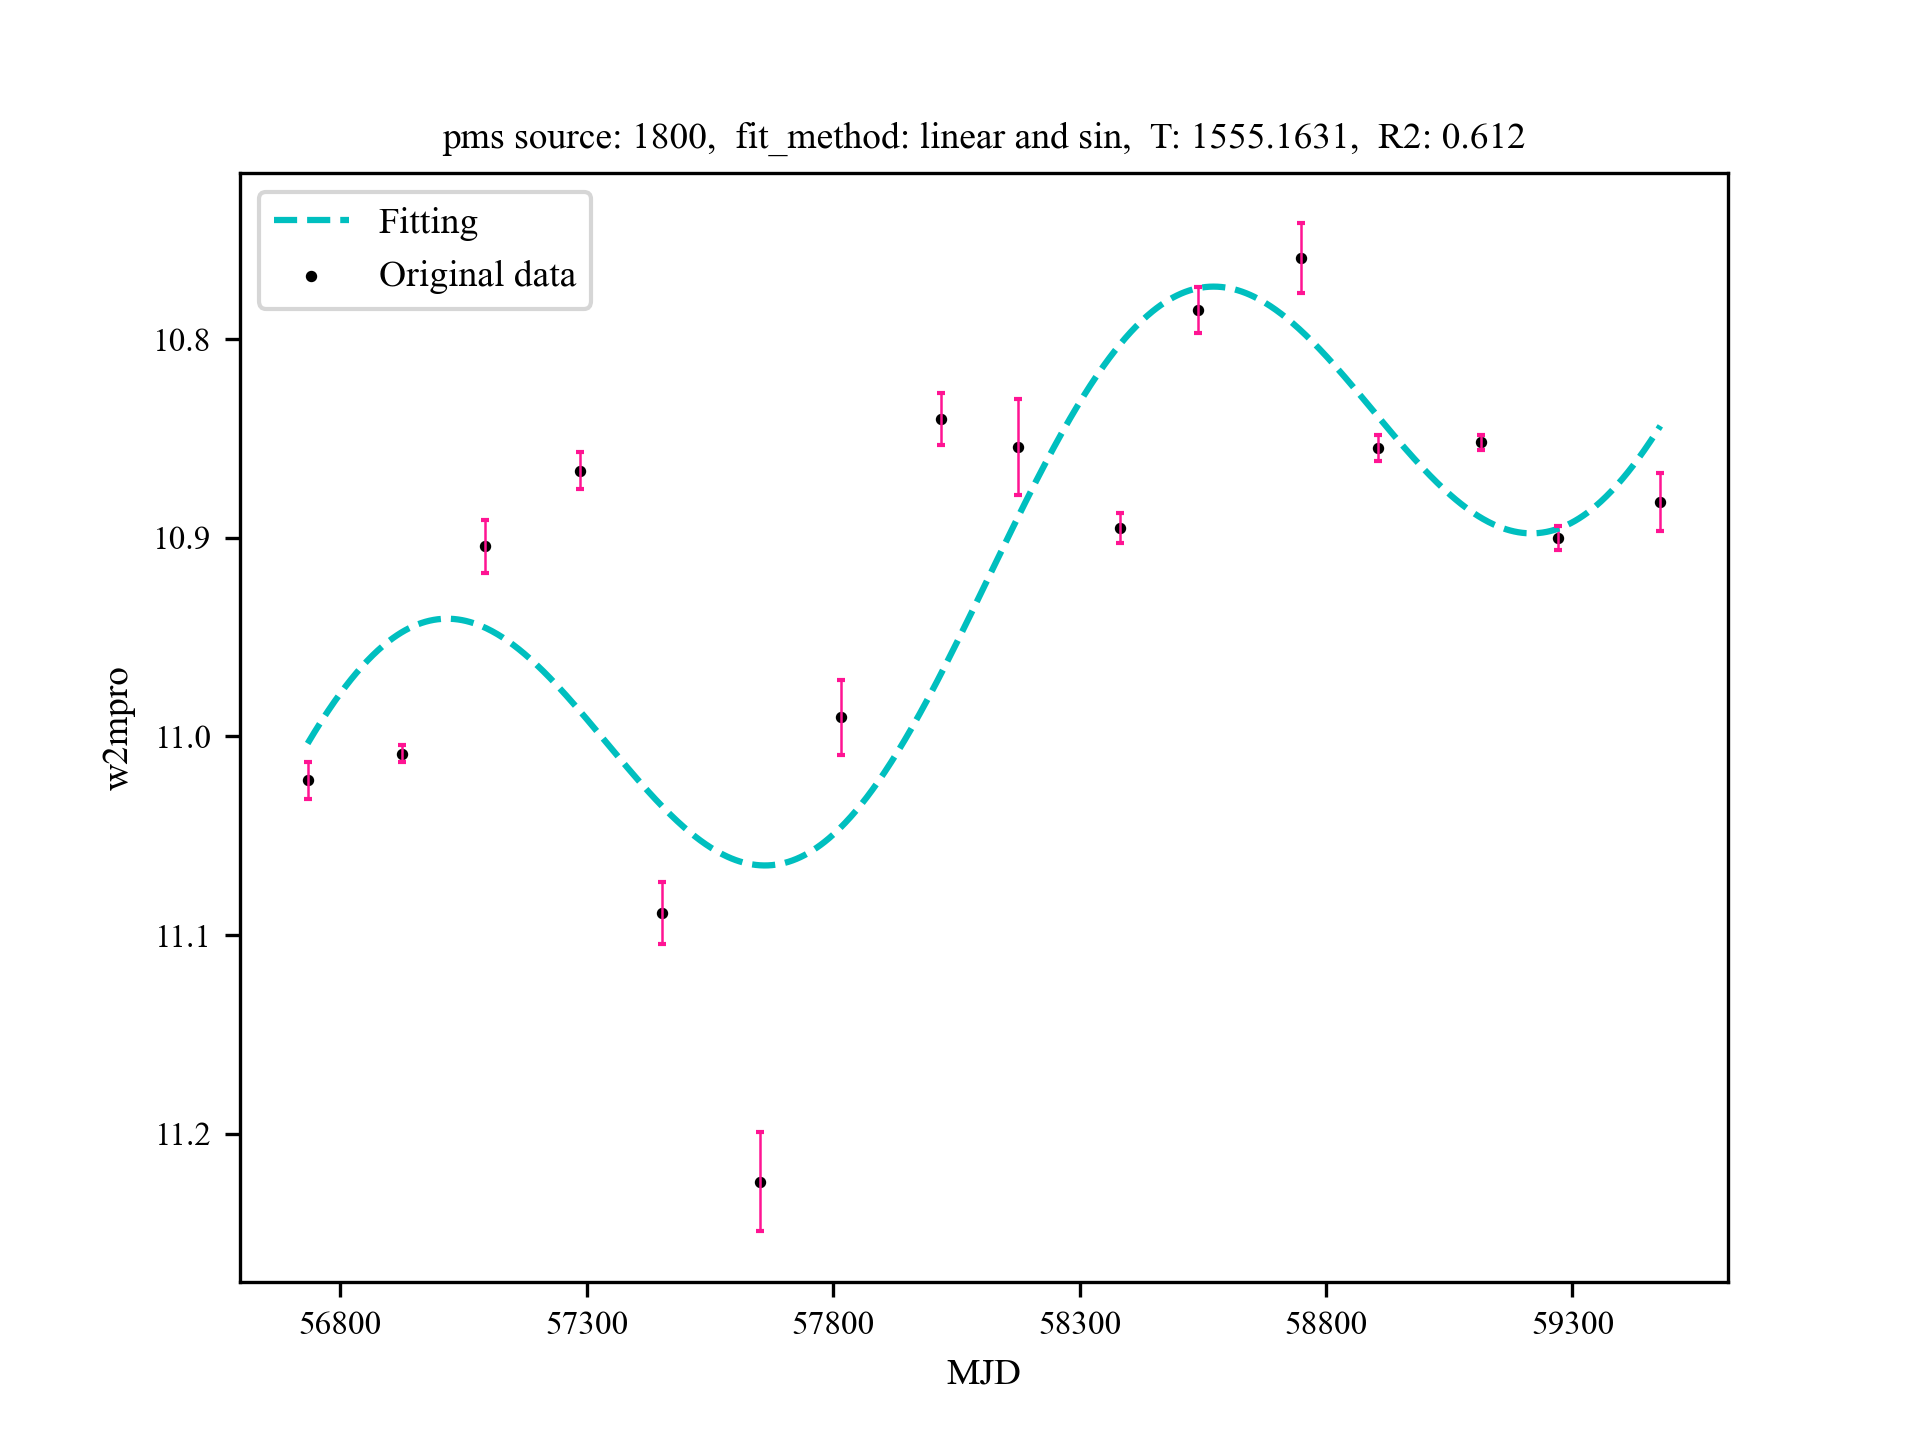 pms source: 1800,  fit_method: linear and sin,  T: 1555.1631,  R2: 0.612
Fitting
Original data
10.8
10.9
11.0
11.1
11.2
w2mpro
56800
57300
57800
58300
58800
59300
MJD